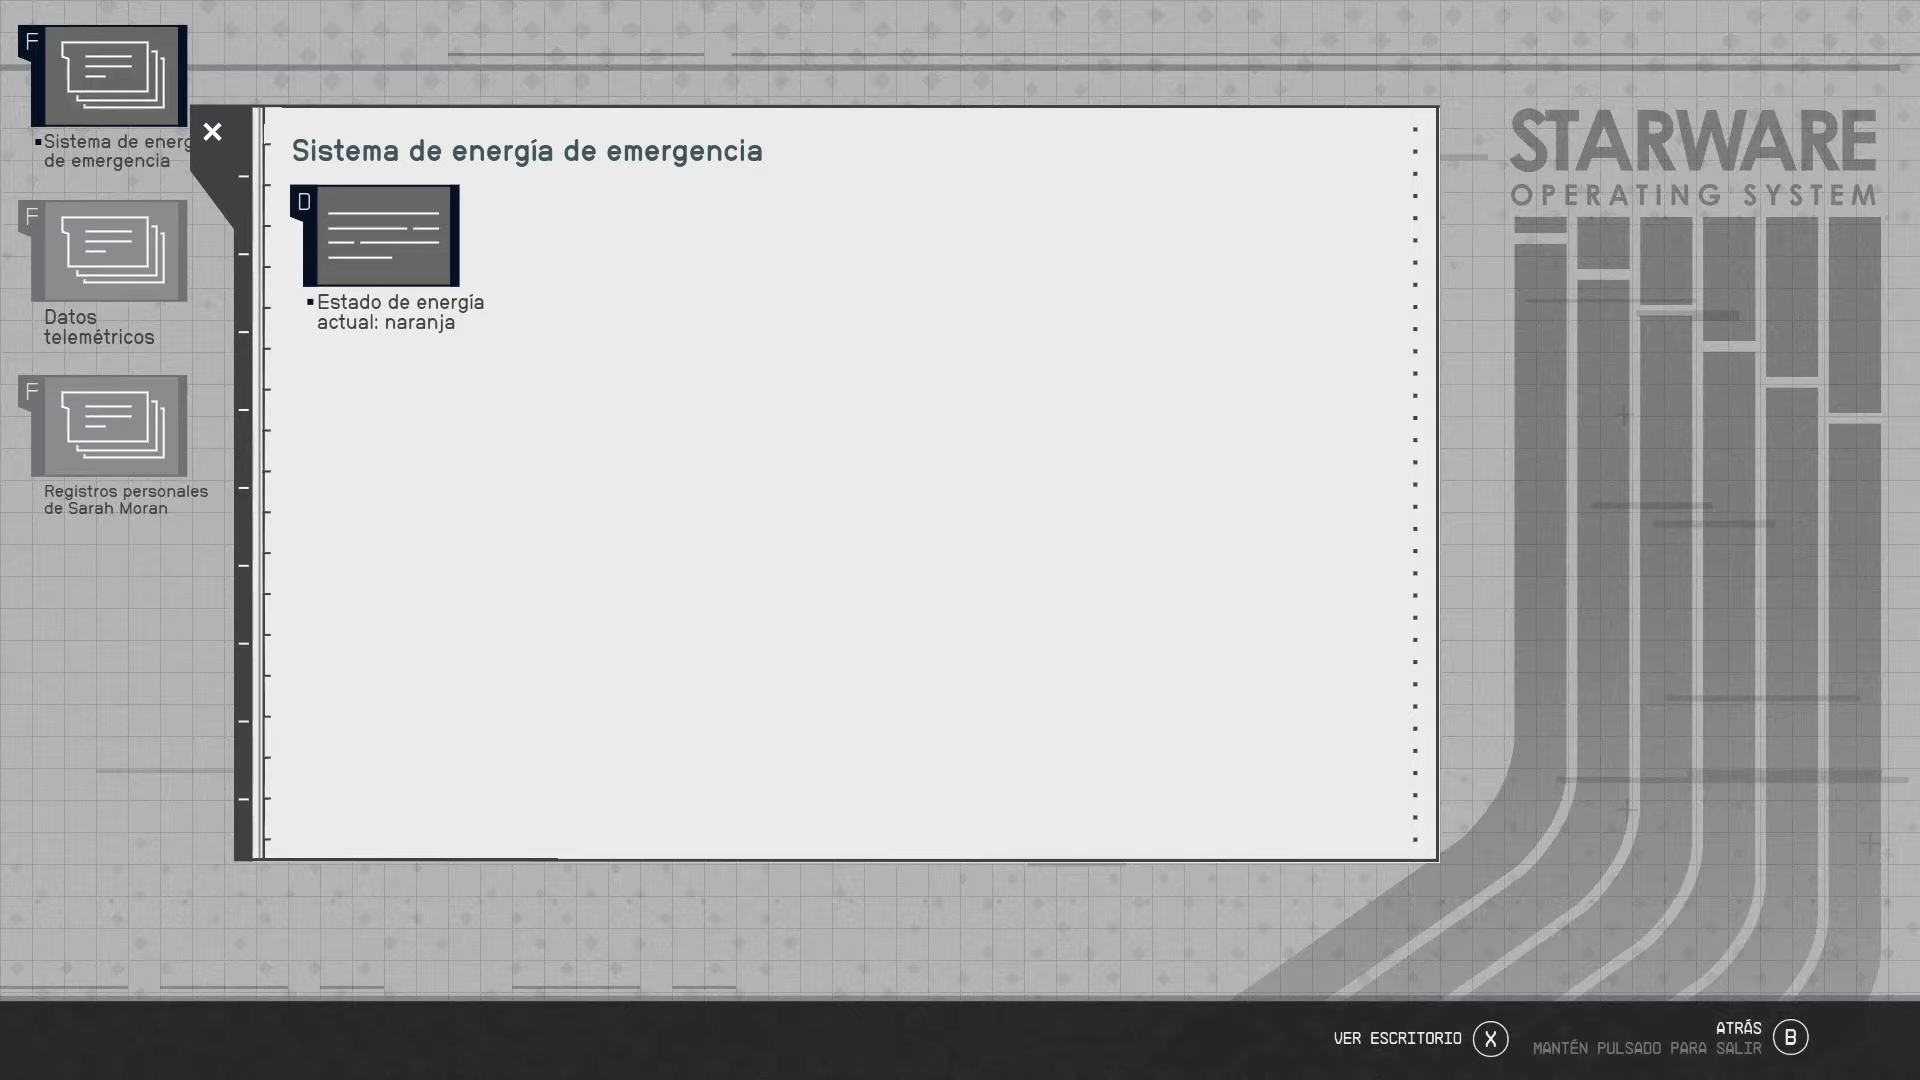 F
Sistema de energ
de emergencia
F
Datos
telemétricos
F
Registros personales
de Sarah Moran
Sistema de energía de emergencia
D
Estado de energía
actual: naranja
STARWARE
OPERATING SYSTEM
VER ESCRITORIO X
ATRÁS B
MANTÉN PULSADO PARA SALIR